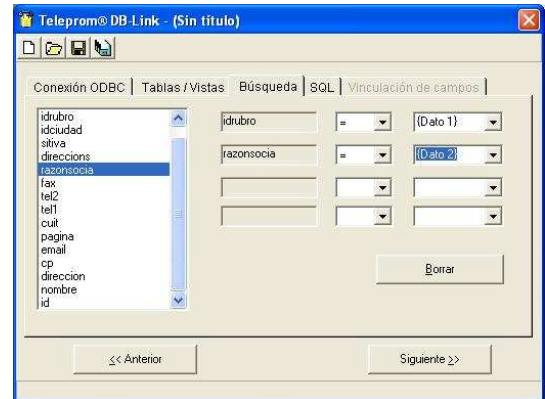 Teleprom® DB-Link - (Sin título)
Conexión ODBC Tablas / Vistas Búsqueda SQL Vinculación de campos
idrubro
idciudad
sitiva
direccions
razonsocia
fax
tel2
tel1
cuit
pagina
email
cp
direccion
nombre
id
idrubro = {Dato 1}
razonsocia = {Dato 2}
Borrar
<< Anterior Siguiente >>